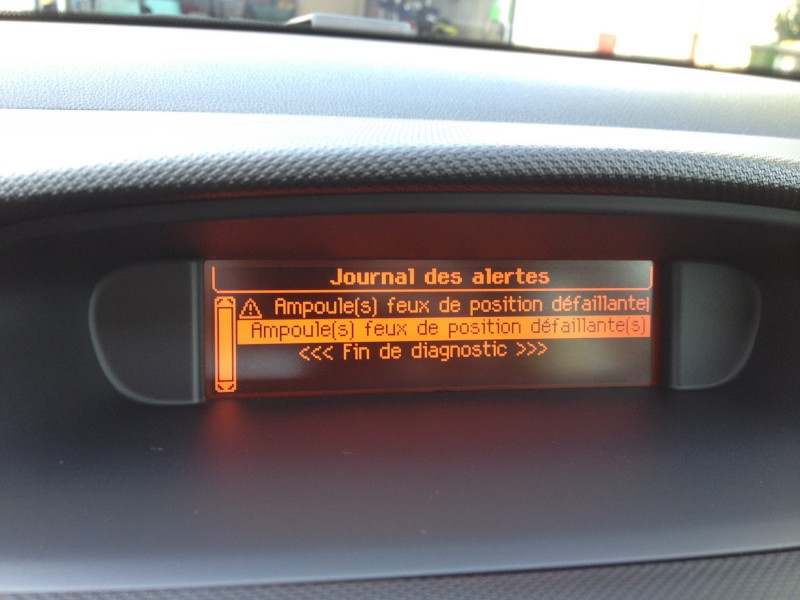 Journal des alertes
Ampoule(s) feux de position défaillante(
Ampoule(s) feux de position défaillante(s)
<<< Fin de diagnostic >>>